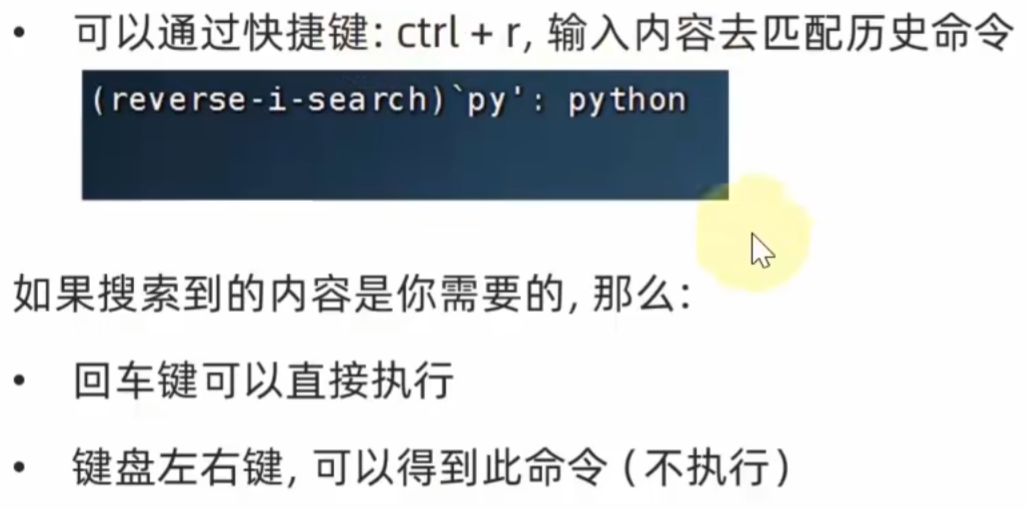 • 可以通过快捷键: ctrl + r, 输入内容去匹配历史命令
(reverse-i-search)`py': python
如果搜索到的内容是你需要的, 那么:
• 回车键可以直接执行
• 键盘左右键, 可以得到此命令 (不执行)